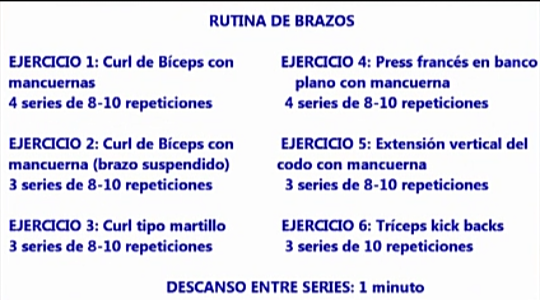 RUTINA DE BRAZOS
EJERCICIO 1: Curl de Bíceps con
mancuernas
4 series de 8-10 repeticiones
EJERCICIO 2: Curl de Bíceps con
mancuerna (brazo suspendido)
3 series de 8-10 repeticiones
EJERCICIO 3: Curl tipo martillo
3 series de 8-10 repeticiones
EJERCICIO 4: Press francés en banco
plano con mancuerna
4 series de 8-10 repeticiones
EJERCICIO 5: Extensión vertical del
codo con mancuerna
3 series de 8-10 repeticiones
EJERCICIO 6: Tríceps kick backs
3 series de 10 repeticiones
DESCANSO ENTRE SERIES: 1 minuto